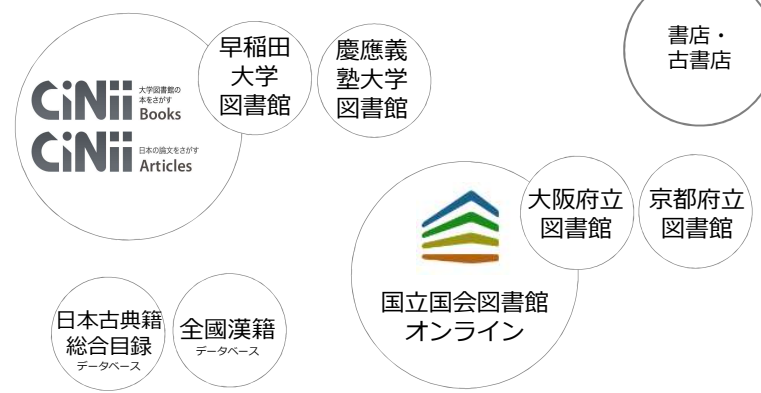 CiNii 大学図書館の
本をさがす
Books
CiNii 日本の論文をさがす
Articles
早稲田
大学
図書館
慶應義
塾大学
図書館
書店・
古書店
国立国会図書館
オンライン
大阪府立
図書館
京都府立
図書館
日本古典籍
総合目録
データベース
全國漢籍
データベース